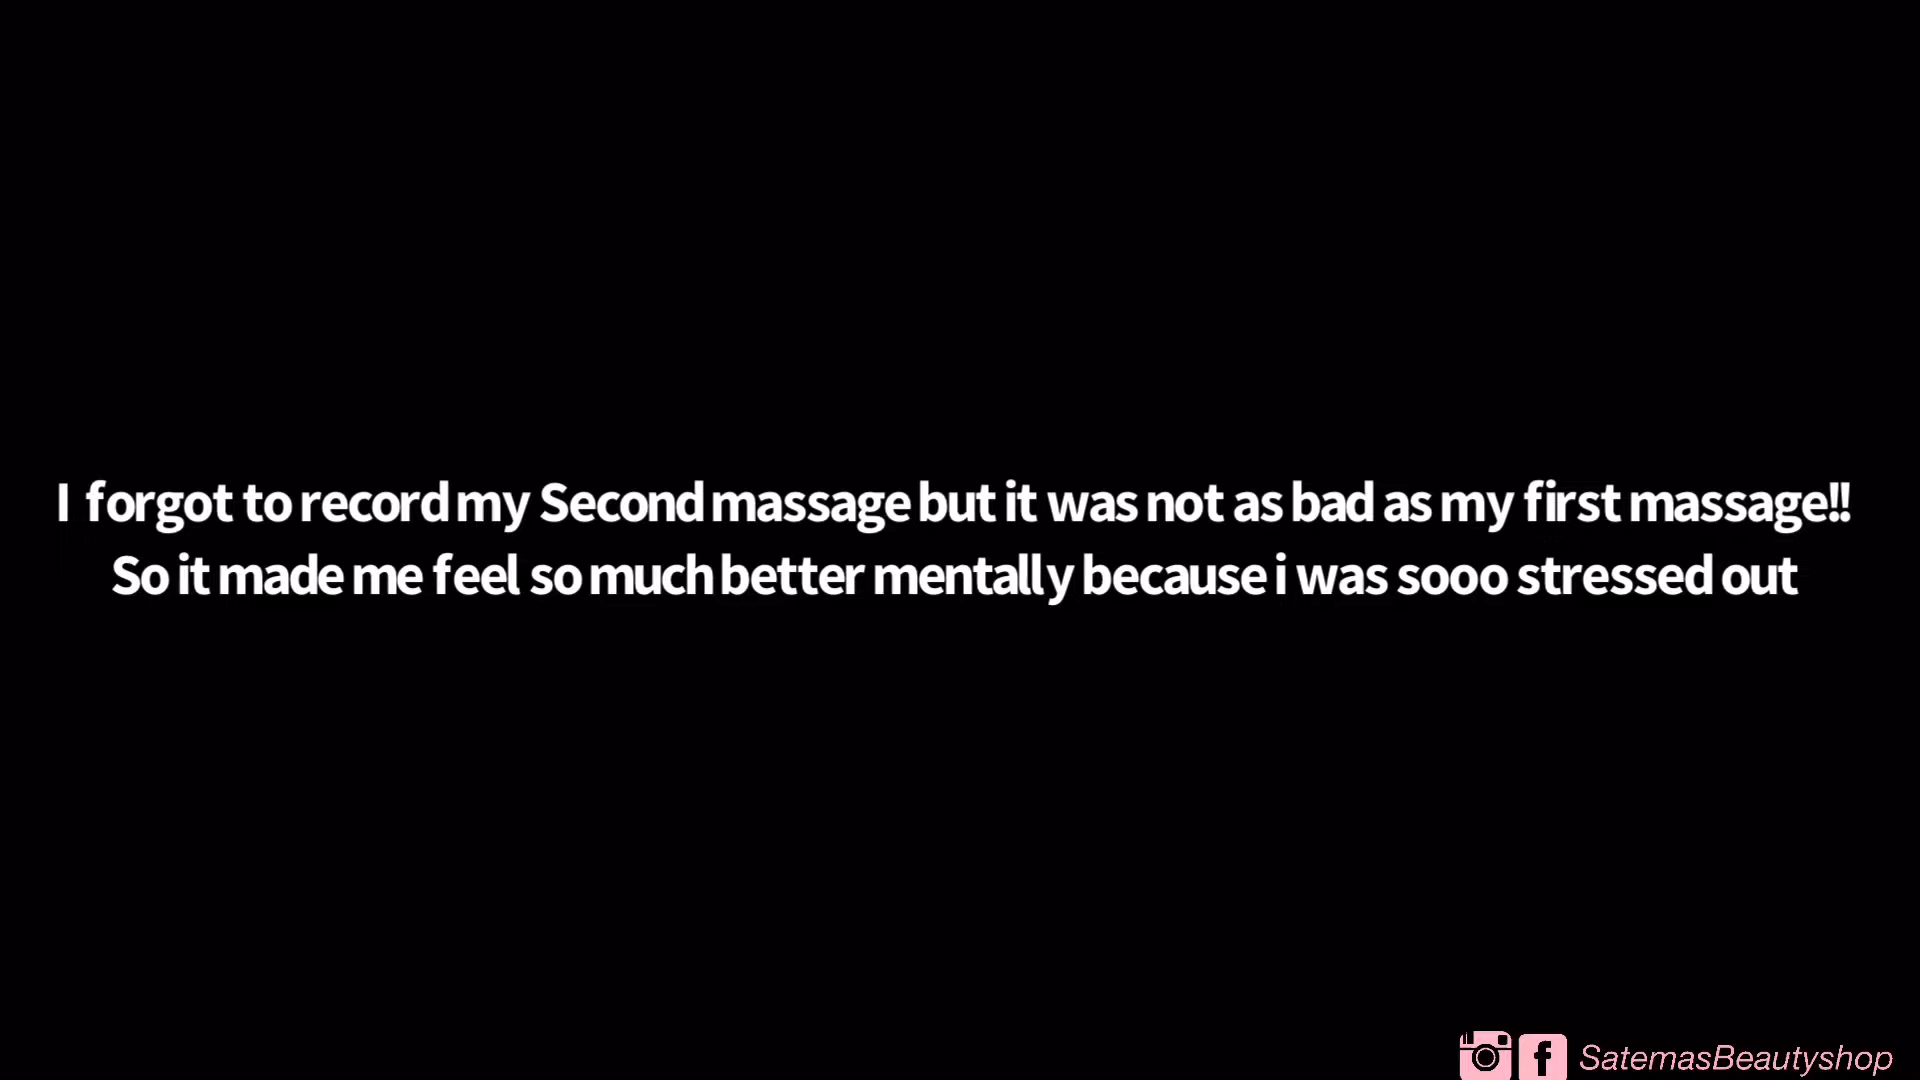 I forgot to record my Second massage but it was not as bad as my first massage!!
So it made me feel so much better mentally because i was sooo stressed out
SatemasBeautyshop